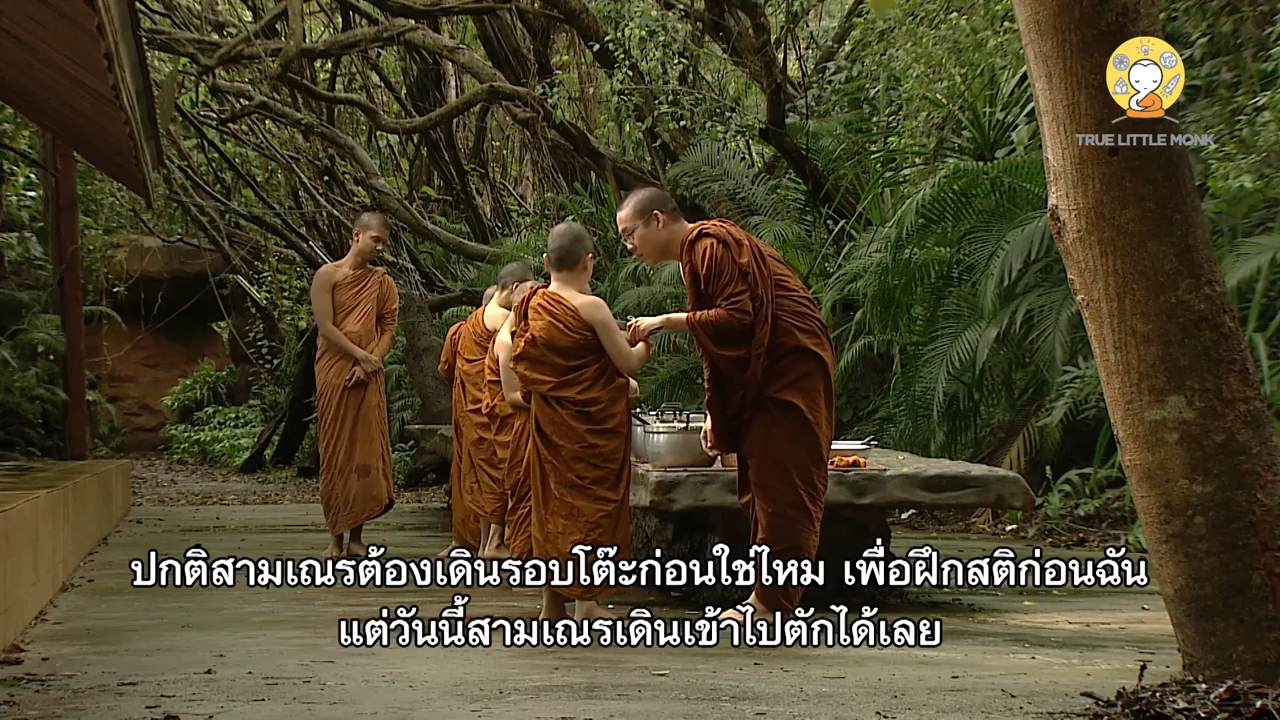 TRUE LITTLE MONK
ปกติสามเณรต้องเดินรอบโต๊ะก่อนใช่ไหม เพื่อฝึกสติก่อนฉัน
แต่วันนี้สามเณรเดินเข้าไปตักได้เลย